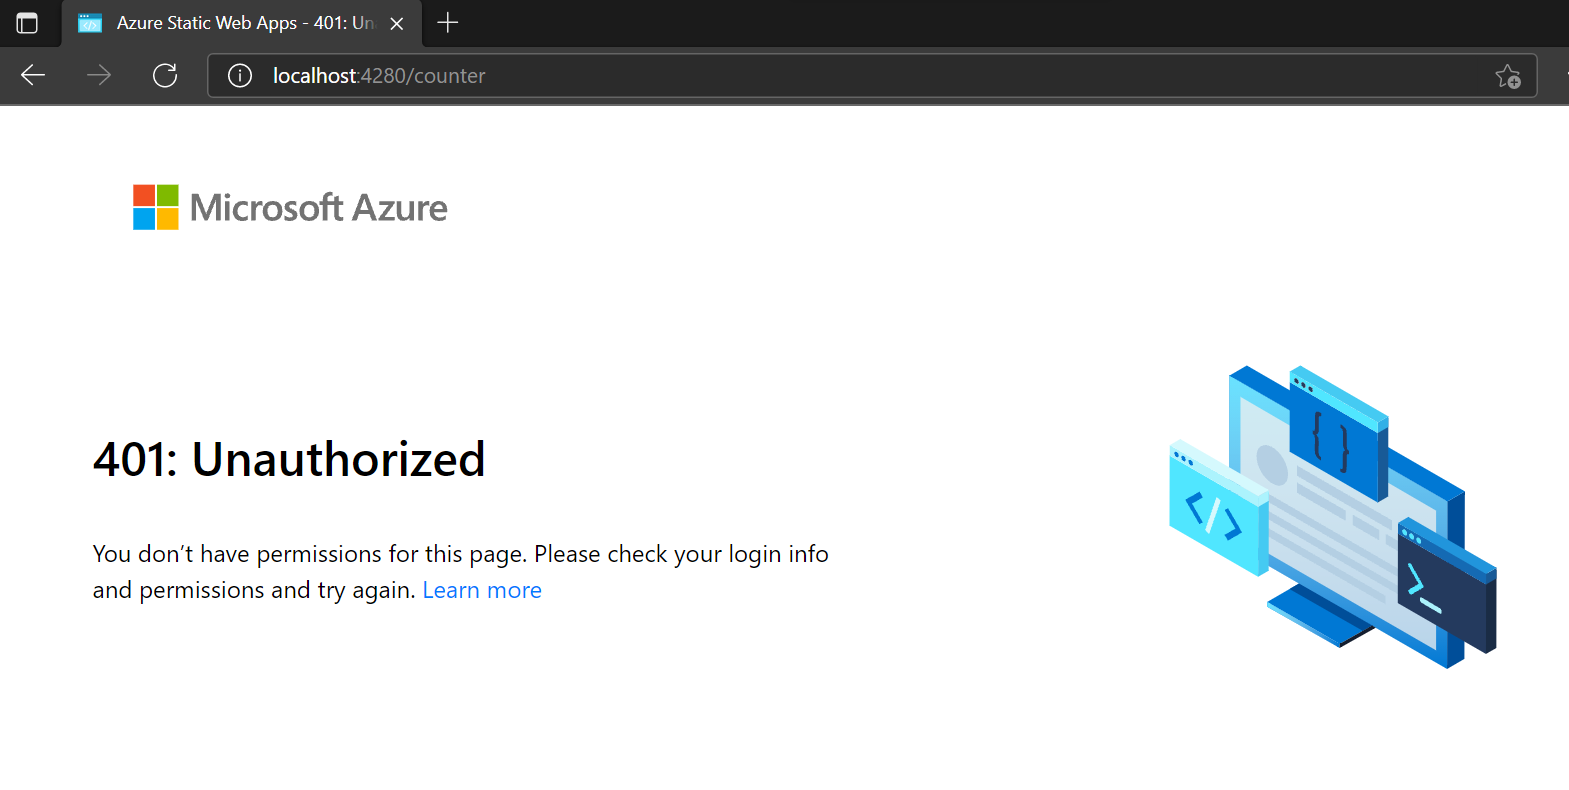 Azure Static Web Apps - 401: Un
localhost:4280/counter
Microsoft Azure
401: Unauthorized
You don’t have permissions for this page. Please check your login info
and permissions and try again. Learn more